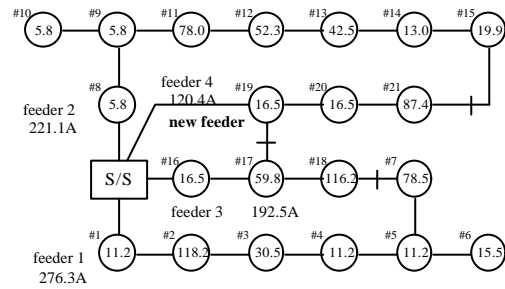 #10 #9 #11 #12 #13 #14 #15
5.8 5.8 78.0 52.3 42.5 13.0 19.9
#8 feeder 4 #19 #20 #21
120.4A
5.8 16.5 16.5 87.4
feeder 2
221.1A
new feeder
#16 #17 #18 #7
S/S 16.5 59.8 116.2 78.5
feeder 3 192.5A
#1 #2 #3 #4 #5 #6
feeder 1
11.2 118.2 30.5 11.2 11.2 15.5
276.3A